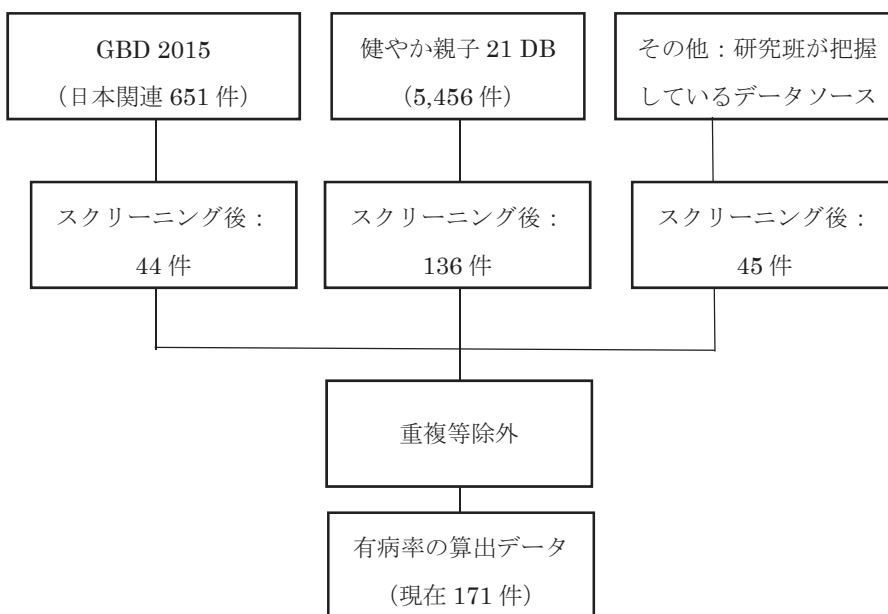 GBD 2015
（日本関連 651 件）
健やか親子 21 DB
(5,456 件)
その他：研究班が把握
しているデータソース
スクリーニング後：
44 件
スクリーニング後：
136 件
スクリーニング後：
45 件
重複等除外
有病率の算出データ
（現在 171 件）